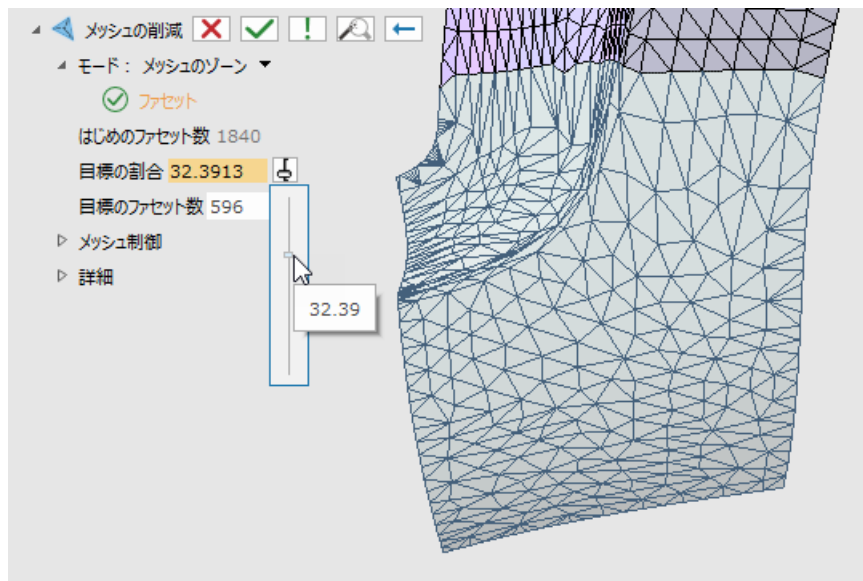 メッシュの削減
モード： メッシュのゾーン
ファセット
はじめのファセット数 1840
目標の割合 32.3913
目標のファセット数 596
メッシュ制御
詳細
32.39